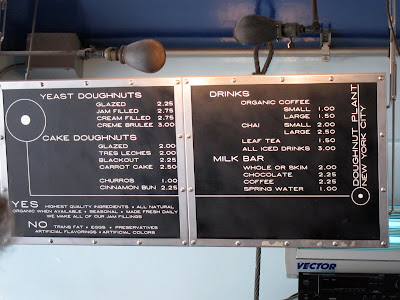 YEAST DOUGHNUTS
GLAZED 2.25
JAM FILLED 2.75
CREAM FILLED 2.75
CREME BRULEE 3.00
CAKE DOUGHNUTS
GLAZED 2.00
TRES LECHES 2.00
BLACKOUT 2.25
CARROT CAKE 2.50
CHURROS 1.00
CINNAMON BUN 2.25
YES HIGHEST QUALITY INGREDIENTS • ALL NATURAL
ORGANIC WHEN AVAILABLE • SEASONAL • MADE FRESH DAILY
WE MAKE ALL OF OUR JAM FILLINGS
NO TRANS FAT • EGGS • PRESERVATIVES
ARTIFICIAL FLAVORINGS • ARTIFICIAL COLORS
DRINKS
ORGANIC COFFEE
SMALL 1.00
LARGE 1.50
CHAI SMALL 2.00
LARGE 2.50
LEAF TEA 1.50
ALL ICED DRINKS 3.00
MILK BAR
WHOLE OR SKIM 2.00
CHOCOLATE 2.25
COFFEE 2.25
SPRING WATER 1.00
DOUGHNUT PLANT
NEW YORK CITY
VECTOR